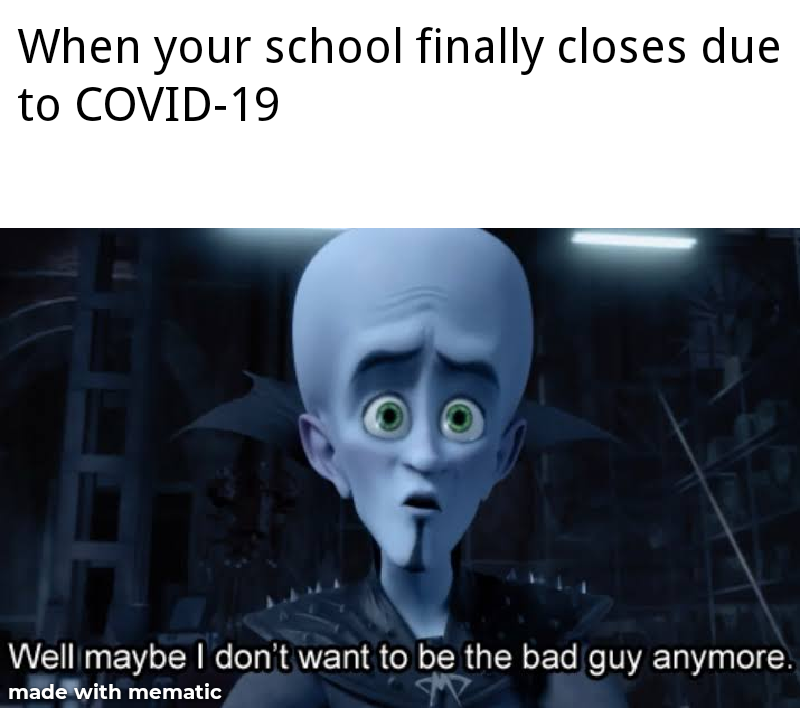 When your school finally closes due
to COVID-19
Well maybe I don't want to be the bad guy anymore.
made with mematic